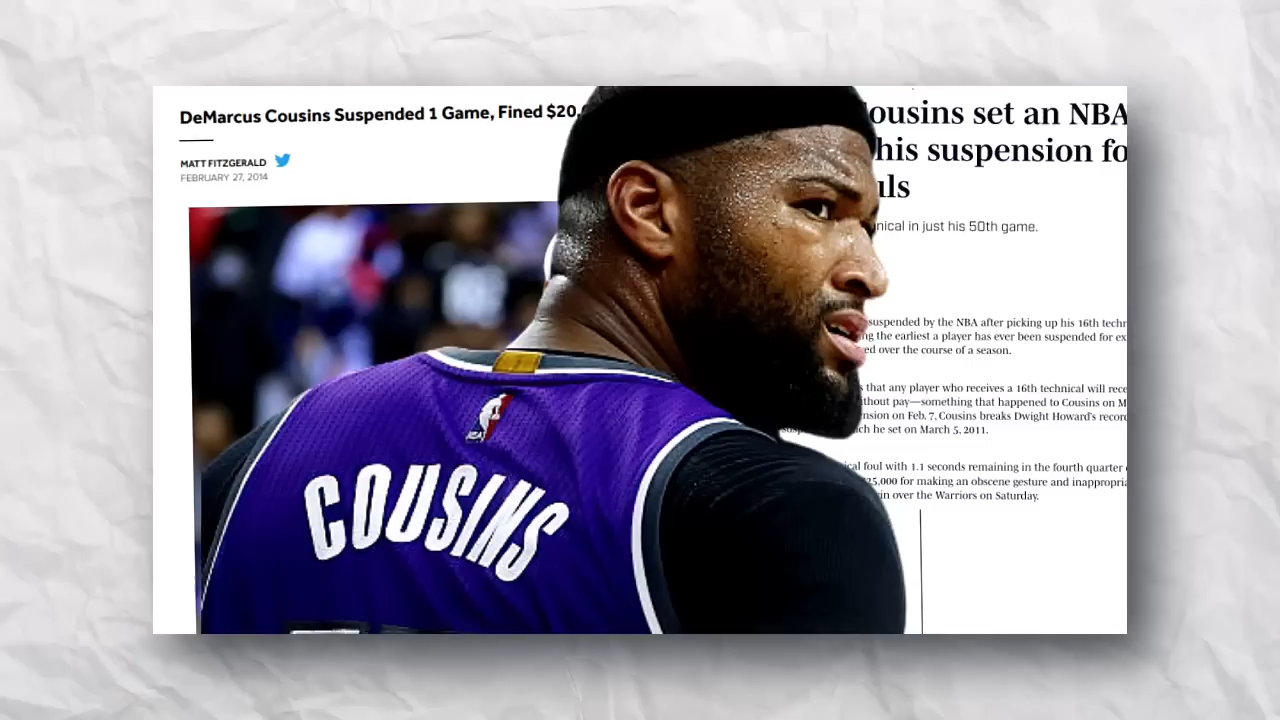 DeMarcus Cousins Suspended 1 Game, Fined $20,
MATT FITZGERALD
FEBRUARY 27, 2014
ousins set an NBA
his suspension fo
uls
nical in just his 50th game.
suspended by the NBA after picking up his 16th techn
ng the earliest a player has ever been suspended for ex
ed over the course of a season.
s that any player who receives a 16th technical will rece
ithout pay—something that happened to Cousins on M
nsion on Feb. 7, Cousins breaks Dwight Howard's record
ch he set on March 5, 2011.
ical foul with 1.1 seconds remaining in the fourth quarter
25,000 for making an obscene gesture and inappropria
in over the Warriors on Saturday.
NBA
COUSINS